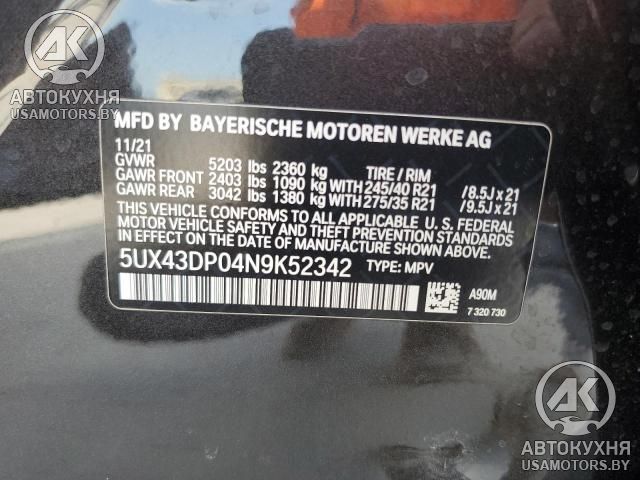 AK
АВТОКУХНЯ
USAMOTORS.BY
MFD BY BAYERISCHE MOTOREN WERKE AG
11/21
GVWR 5203 lbs 2360 kg TIRE / RIM
GAWR FRONT 2403 lbs 1090 kg WITH 245/40 R21 /8.5J x 21
GAWR REAR 3042 lbs 1380 kg WITH 275/35 R21 /9.5J x 21
THIS VEHICLE CONFORMS TO ALL APPLICABLE U. S. FEDERAL
MOTOR VEHICLE SAFETY AND THEFT PREVENTION
STANDARDS IN EFFECT ON THE DATE OF MANUFACTURE SHOWN ABOVE.
5UX43DP04N9K52342 TYPE: MPV
A90M
7 320 730
AK
АВТОКУХНЯ
USAMOTORS.BY